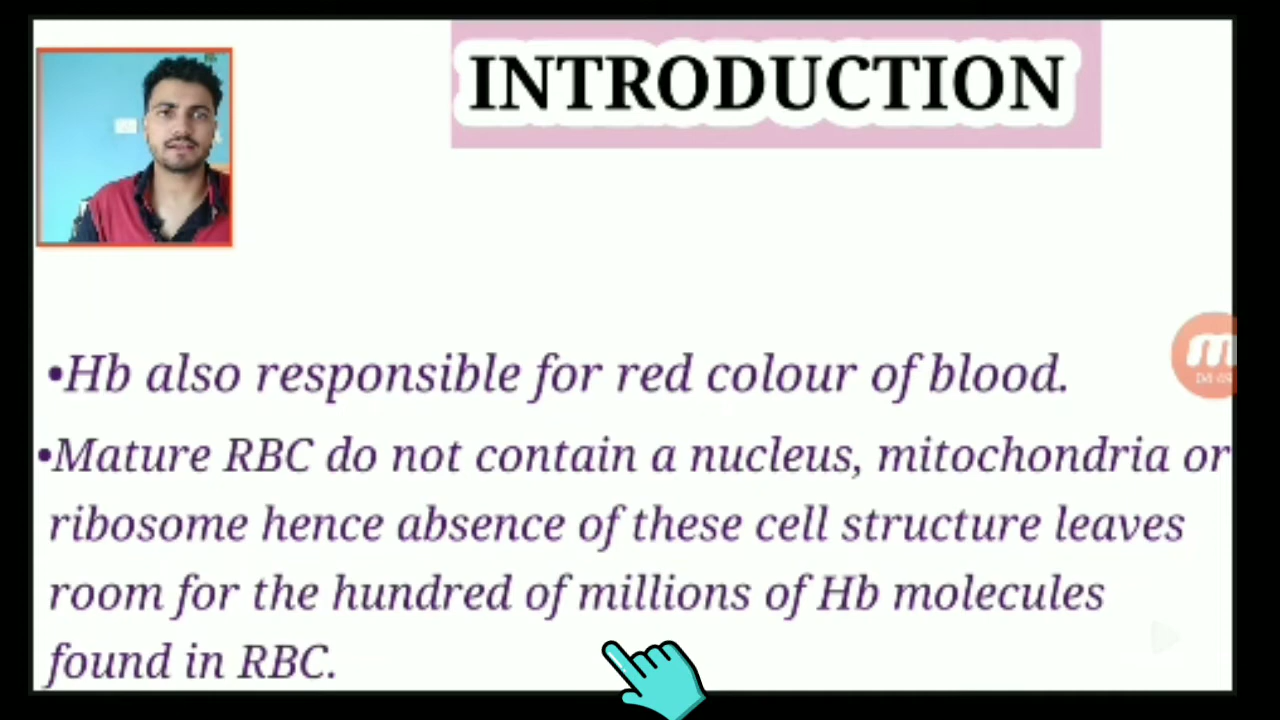 INTRODUCTION
•Hb also responsible for red colour of blood.
•Mature RBC do not contain a nucleus, mitochondria or
ribosome hence absence of these cell structure leaves
room for the hundred of millions of Hb molecules
found in RBC.